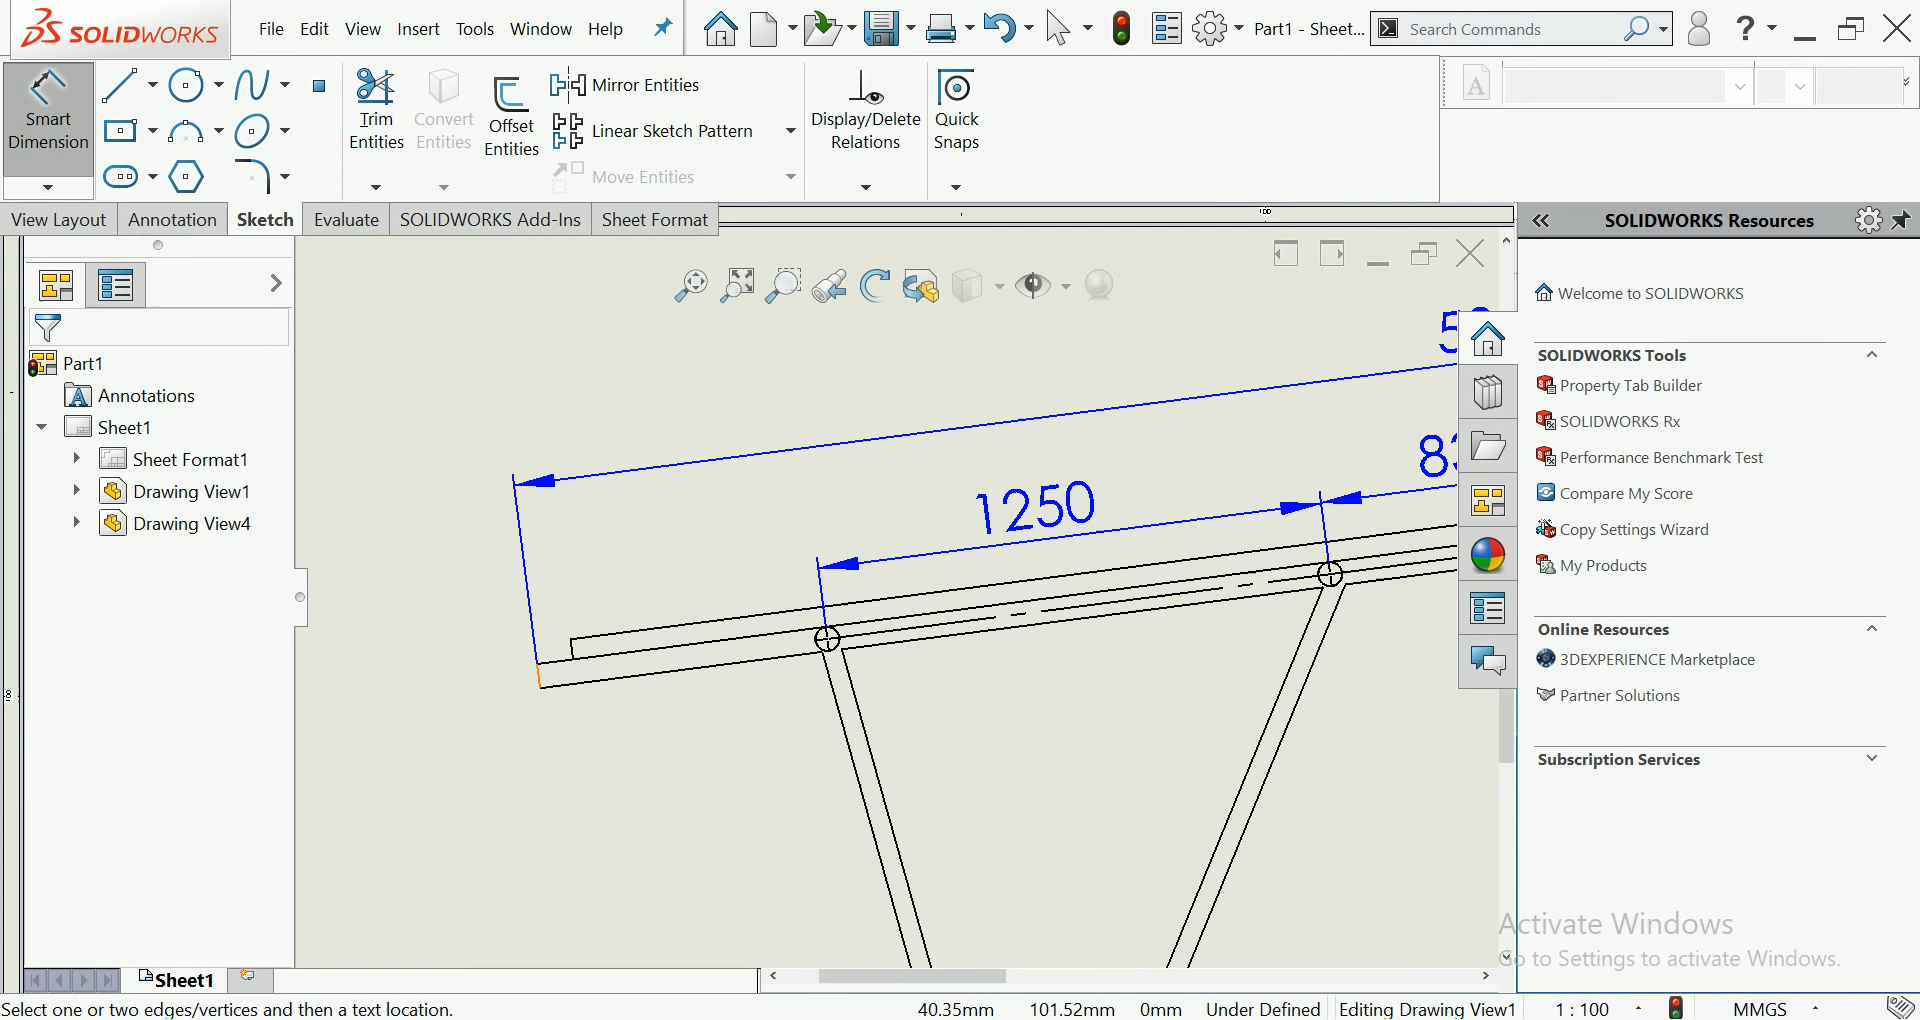 SOLIDWORKS
File Edit View Insert Tools Window Help
Part1 - Sheet...
Search Commands
Smart Dimension
Trim Entities
Convert Entities
Offset Entities
Mirror Entities
Linear Sketch Pattern
Move Entities
Display/Delete Relations
Quick Snaps
View Layout Annotation Sketch Evaluate SOLIDWORKS Add-Ins Sheet Format
SOLIDWORKS Resources
Part1
Annotations
Sheet1
Sheet Format1
Drawing View1
Drawing View4
1250
Welcome to SOLIDWORKS
SOLIDWORKS Tools
Property Tab Builder
SOLIDWORKS Rx
Performance Benchmark Test
Compare My Score
Copy Settings Wizard
My Products
Online Resources
3DEXPERIENCE Marketplace
Partner Solutions
Subscription Services
Activate Windows
Go to Settings to activate Windows.
Sheet1
Select one or two edges/vertices and then a text location.
40.35mm 101.52mm 0mm Under Defined Editing Drawing View1 1 : 100 MMGS